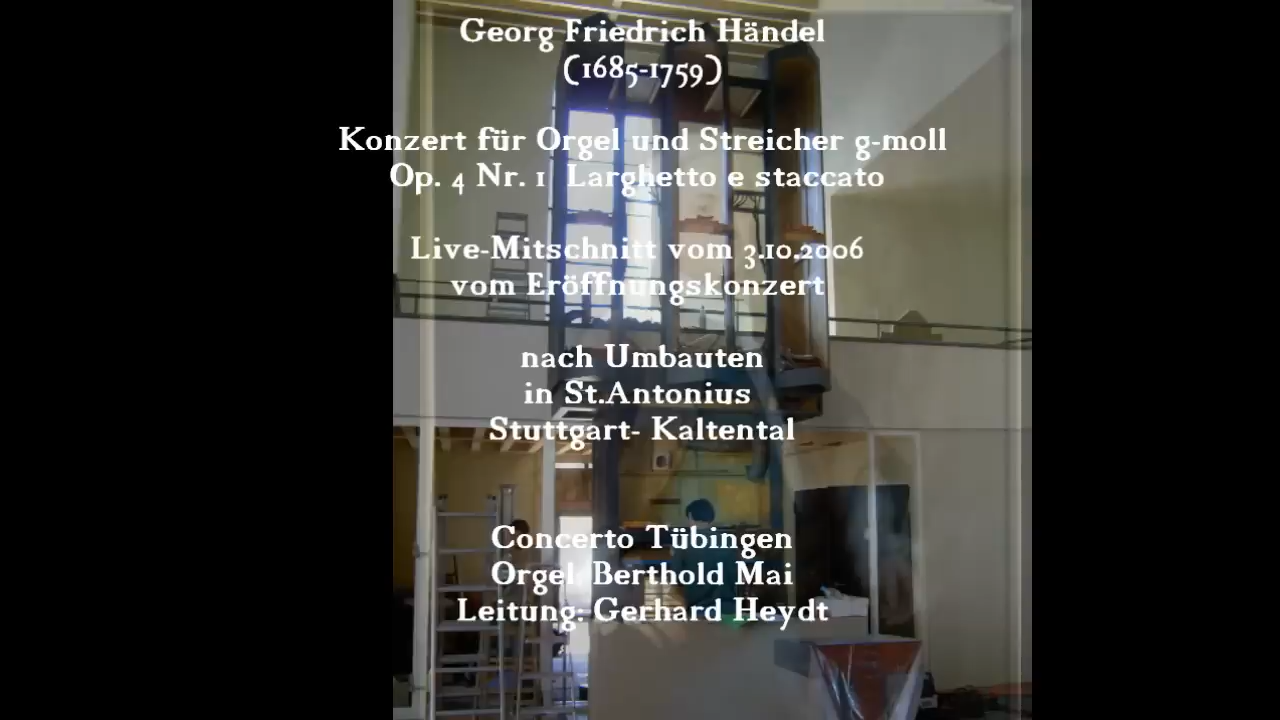 Georg Friedrich Händel
(1685-1759)
Konzert für Orgel und Streicher g-moll
Op. 4 Nr. 1 Larghetto e staccato
Live-Mitschnitt vom 3.10.2006
vom Eröffnungskonzert
nach Umbauten
in St.Antonius
Stuttgart- Kaltental
Concerto Tübingen
Orgel: Berthold Mai
Leitung: Gerhard Heydt